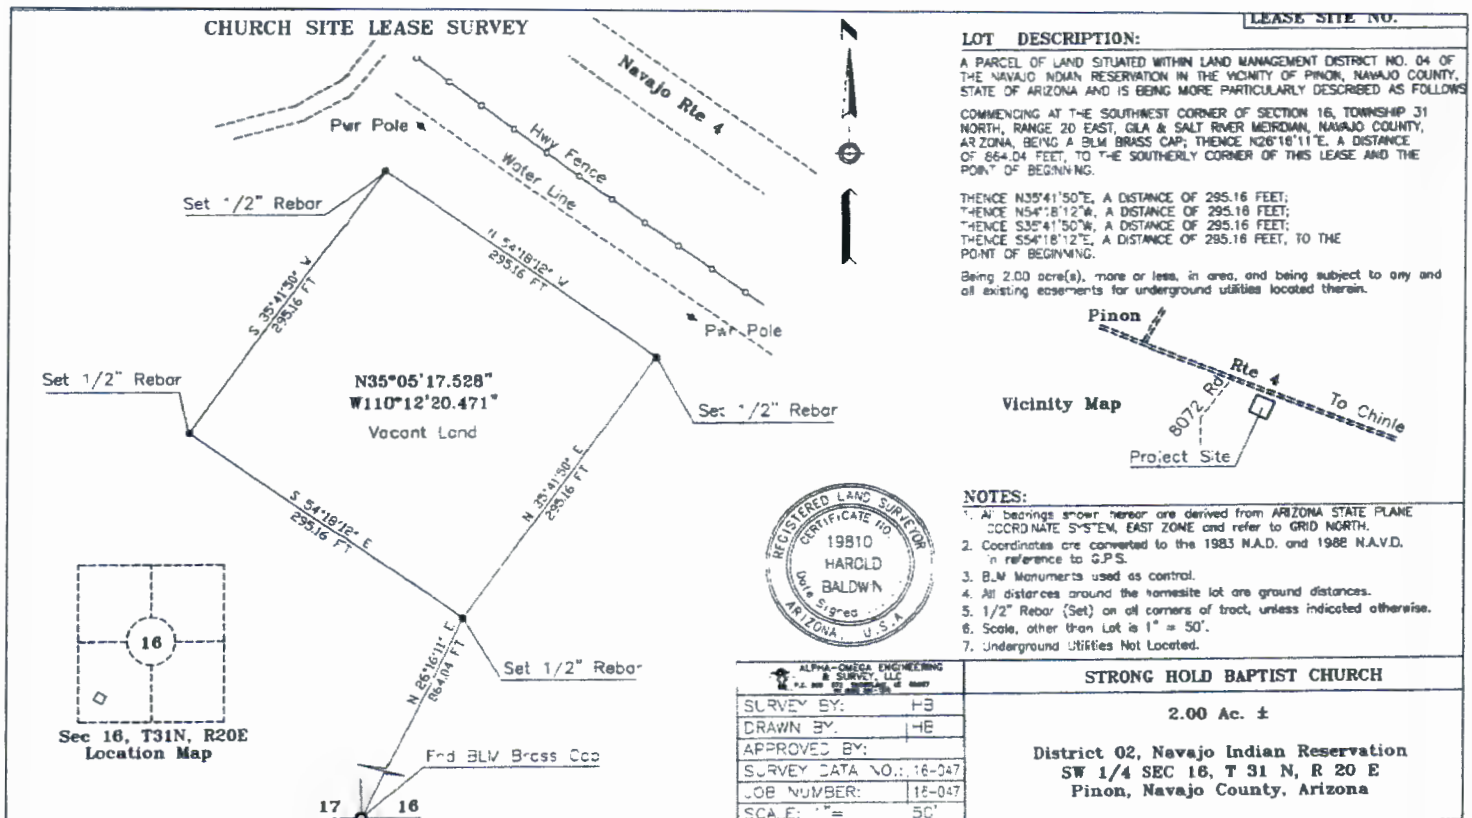 LEASE SITE NO.
CHURCH SITE LEASE SURVEY
Navajo Rte 4
Pwr Pole
Hwy Fence
Water Line
Set 1/2" Rebar
N 54°18'12" W
295.16 FT
S 35°41'50" W
295.16 FT
Pwr Pole
Set 1/2" Rebar
N35°05'17.528"
W110°12'20.471"
Vacant Land
Set 1/2" Rebar
N 35°41'50" E
295.16 FT
S 54°18'12" E
295.16 FT
Set 1/2" Rebar
N 26°16'11" E
864.04 FT
Fnd BLM Brass Cap
17 16
16
Sec 16, T31N, R20E
Location Map
LOT DESCRIPTION:
A PARCEL OF LAND SITUATED WITHIN LAND MANAGEMENT DISTRICT NO. 04 OF
THE NAVAJO NDIAN RESERVATION IN THE VICINITY OF PINON, NAVAJO COUNTY,
STATE OF ARIZONA AND IS BEING MORE PARTICULARLY DESCRIBED AS FOLLOWS
COMMENCING AT THE SOUTHWEST CORNER OF SECTION 16, TOWNSHIP 31
NORTH, RANGE 20 EAST, GILA & SALT RIVER MEIRDIAN, NAVAJO COUNTY,
ARIZONA, BEING A BLM BRASS CAP; THENCE N26°16'11"E, A DISTANCE
OF 864.04 FEET, TO THE SOUTHERLY CORNER OF THIS LEASE AND THE
POINT OF BEGINNING.
THENCE N35°41'50"E, A DISTANCE OF 295.16 FEET;
THENCE N54°18'12"W, A DISTANCE OF 295.16 FEET;
THENCE S35°41'50"W, A DISTANCE OF 295.16 FEET;
THENCE S54°18'12"E, A DISTANCE OF 295.16 FEET, TO THE
POINT OF BEGINNING.
Being 2.00 acre(s), more or less, in area, and being subject to any and
all existing easements for underground utilities located therein.
Pinon
Rte 4
8072 Rd
To Chinle
Vicinity Map
Project Site
REGISTERED LAND SURVEYOR
CERTIFICATE NO.
19810
HAROLD
BALDWIN
Date Signed
ARIZONA, U.S.A
NOTES:
1. All bearings shown hereon are derived from ARIZONA STATE PLANE
COORDINATE SYSTEM, EAST ZONE and refer to GRID NORTH.
2. Coordinates are converted to the 1983 N.A.D. and 1988 N.A.V.D.
in reference to G.P.S.
3. BLM Monuments used as control.
4. All distances around the homesite lot are ground distances.
5. 1/2" Rebar (Set) on all corners of tract, unless indicated otherwise.
6. Scale, other than Lot is 1" = 50'.
7. Underground Utilities Not Located.
ALPHA-OMEGA ENGINEERING
& SURVEY, LLC
SURVEY BY: HB
DRAWN BY: HB
APPROVED BY:
SURVEY DATA NO.: 16-047
JOB NUMBER: 16-047
SCALE: 1"= 50'
STRONG HOLD BAPTIST CHURCH
2.00 Ac. ±
District 02, Navajo Indian Reservation
SW 1/4 SEC 16, T 31 N, R 20 E
Pinon, Navajo County, Arizona